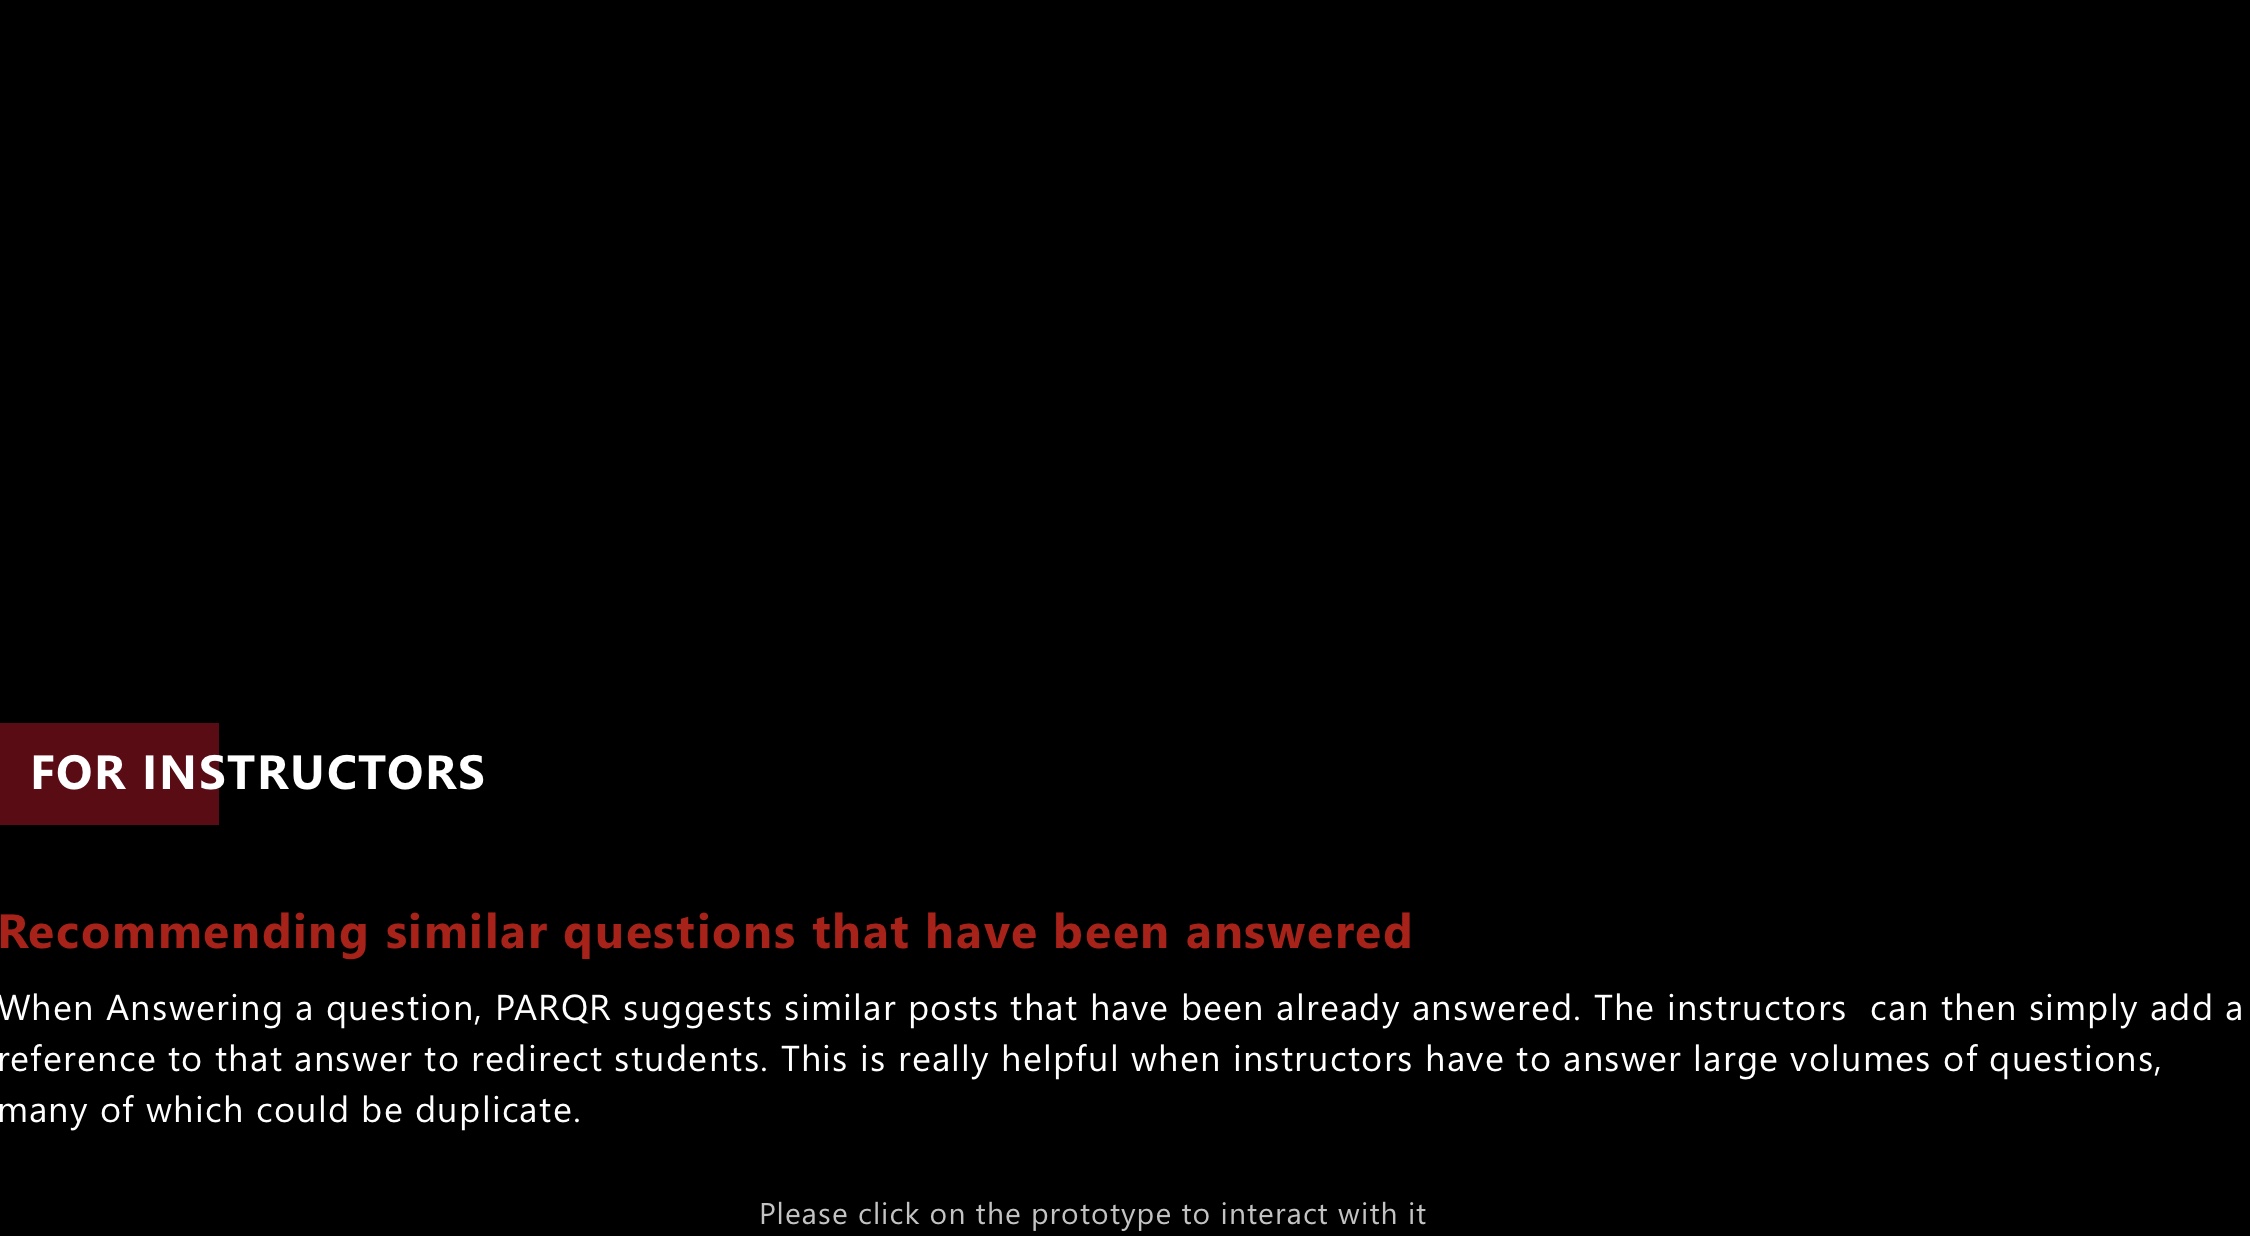 FOR INSTRUCTORS
Recommending similar questions that have been answered
When Answering a question, PARQR suggests similar posts that have been already answered. The instructors  can then simply add a
reference to that answer to redirect students. This is really helpful when instructors have to answer large volumes of questions,
many of which could be duplicate.
Please click on the prototype to interact with it